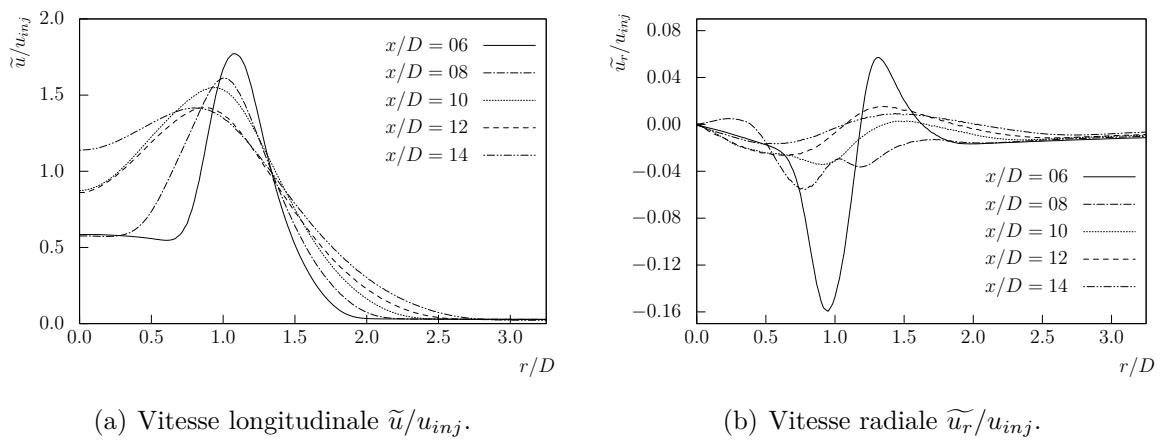 2.0
1.5
1.0
0.5
0.0
ũ/u_inj
x/D = 06
x/D = 08
x/D = 10
x/D = 12
x/D = 14
0.0 0.5 1.0 1.5 2.0 2.5 3.0
r/D
(a) Vitesse longitudinale ũ/u_inj.
0.08
0.04
0.00
−0.04
−0.08
−0.12
−0.16
ũ_r/u_inj
x/D = 06
x/D = 08
x/D = 10
x/D = 12
x/D = 14
0.0 0.5 1.0 1.5 2.0 2.5 3.0
r/D
(b) Vitesse radiale ũ_r/u_inj.